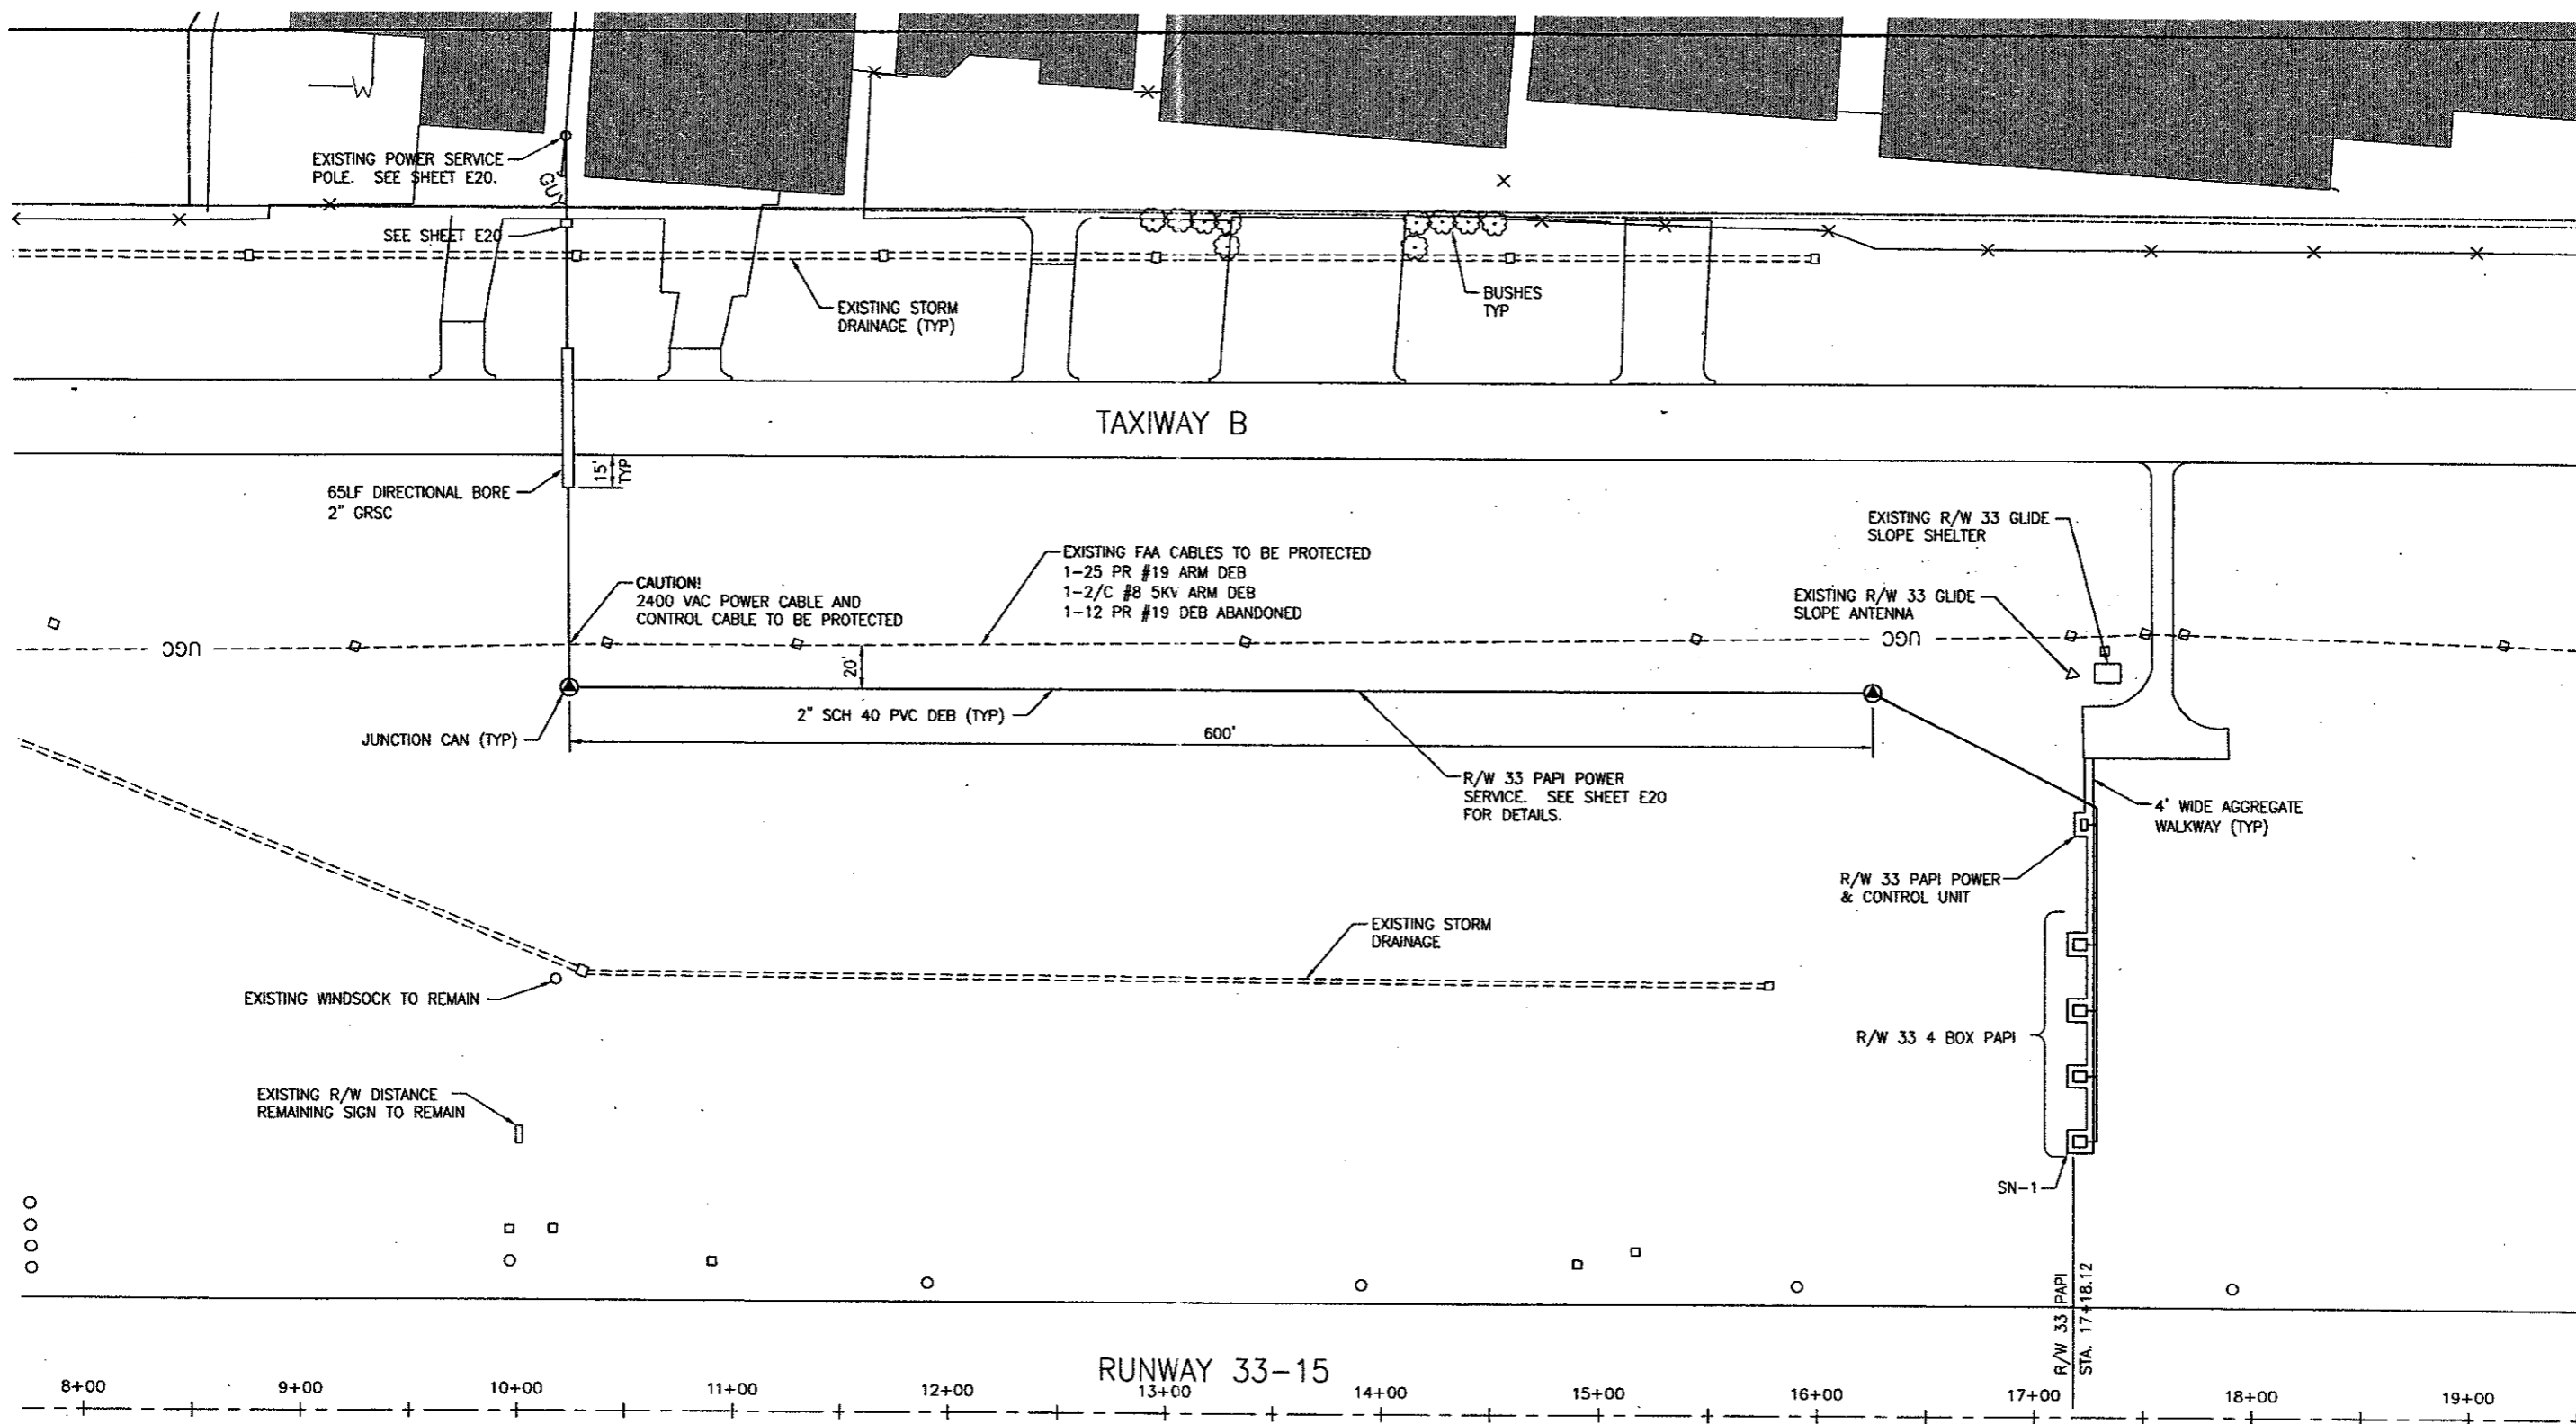 W
EXISTING POWER SERVICE
POLE. SEE SHEET E20.
GUY
SEE SHEET E20
EXISTING STORM
DRAINAGE (TYP)
BUSHES
TYP
TAXIWAY B
15'
TYP
65LF DIRECTIONAL BORE
2" GRSC
EXISTING R/W 33 GLIDE
SLOPE SHELTER
EXISTING FAA CABLES TO BE PROTECTED
1-25 PR #19 ARM DEB
1-2/C #8 5KV ARM DEB
1-12 PR #19 DEB ABANDONED
CAUTION!
2400 VAC POWER CABLE AND
CONTROL CABLE TO BE PROTECTED
EXISTING R/W 33 GLIDE
SLOPE ANTENNA
UGC
UGC
20'
2" SCH 40 PVC DEB (TYP)
JUNCTION CAN (TYP)
600'
R/W 33 PAPI POWER
SERVICE. SEE SHEET E20
FOR DETAILS.
4' WIDE AGGREGATE
WALKWAY (TYP)
R/W 33 PAPI POWER
& CONTROL UNIT
EXISTING STORM
DRAINAGE
EXISTING WINDSOCK TO REMAIN
R/W 33 4 BOX PAPI
EXISTING R/W DISTANCE
REMAINING SIGN TO REMAIN
SN-1
R/W 33 PAPI
STA. 17+18.12
RUNWAY 33-15
8+00 9+00 10+00 11+00 12+00 13+00 14+00 15+00 16+00 17+00 18+00 19+00